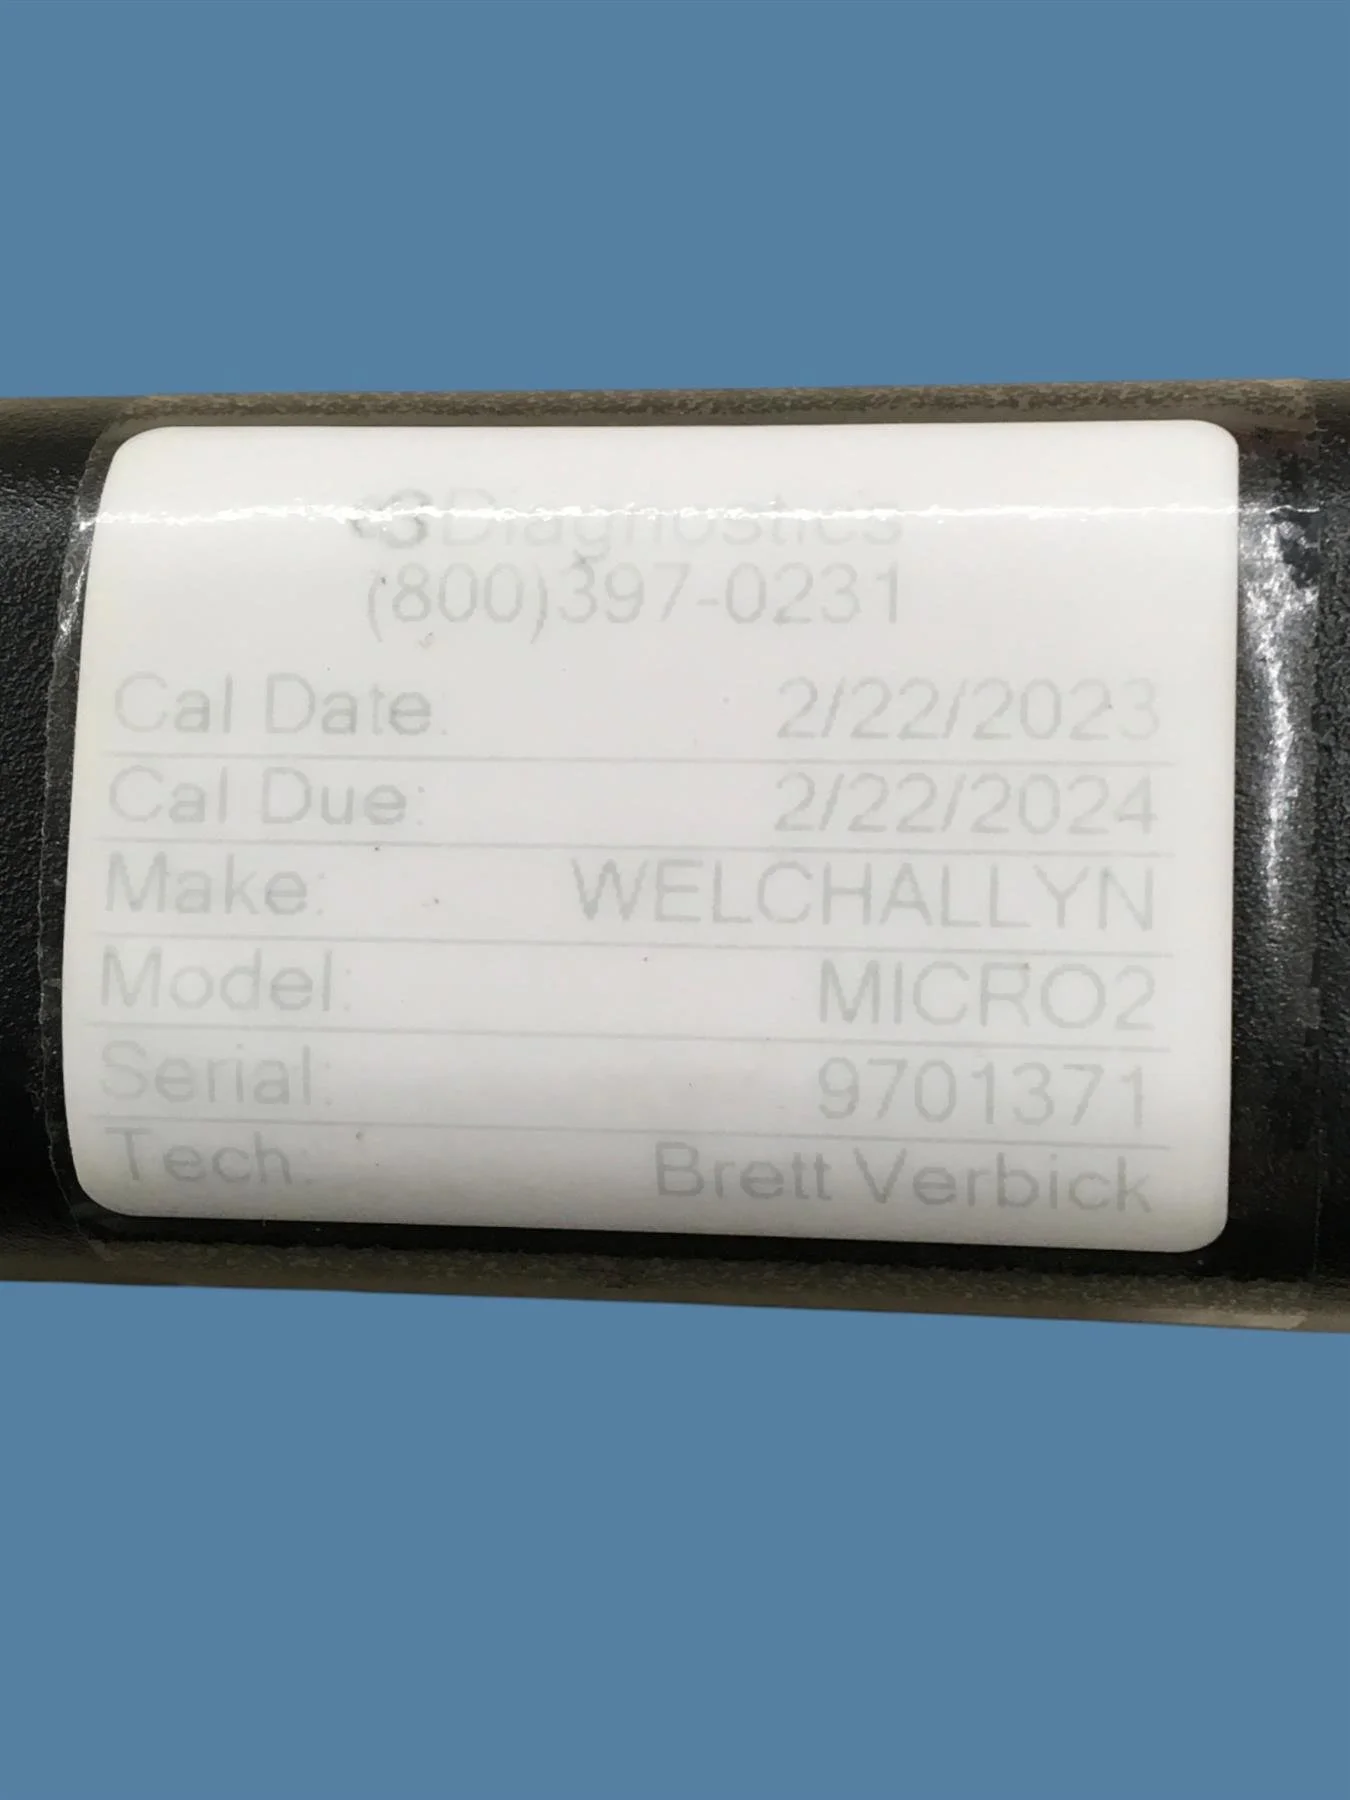 Diagnostics
(800)397-0231
Cal Date: 2/22/2023
Cal Due: 2/22/2024
Make: WELCHALLYN
Model: MICRO2
Serial: 9701371
Tech: Brett Verbick